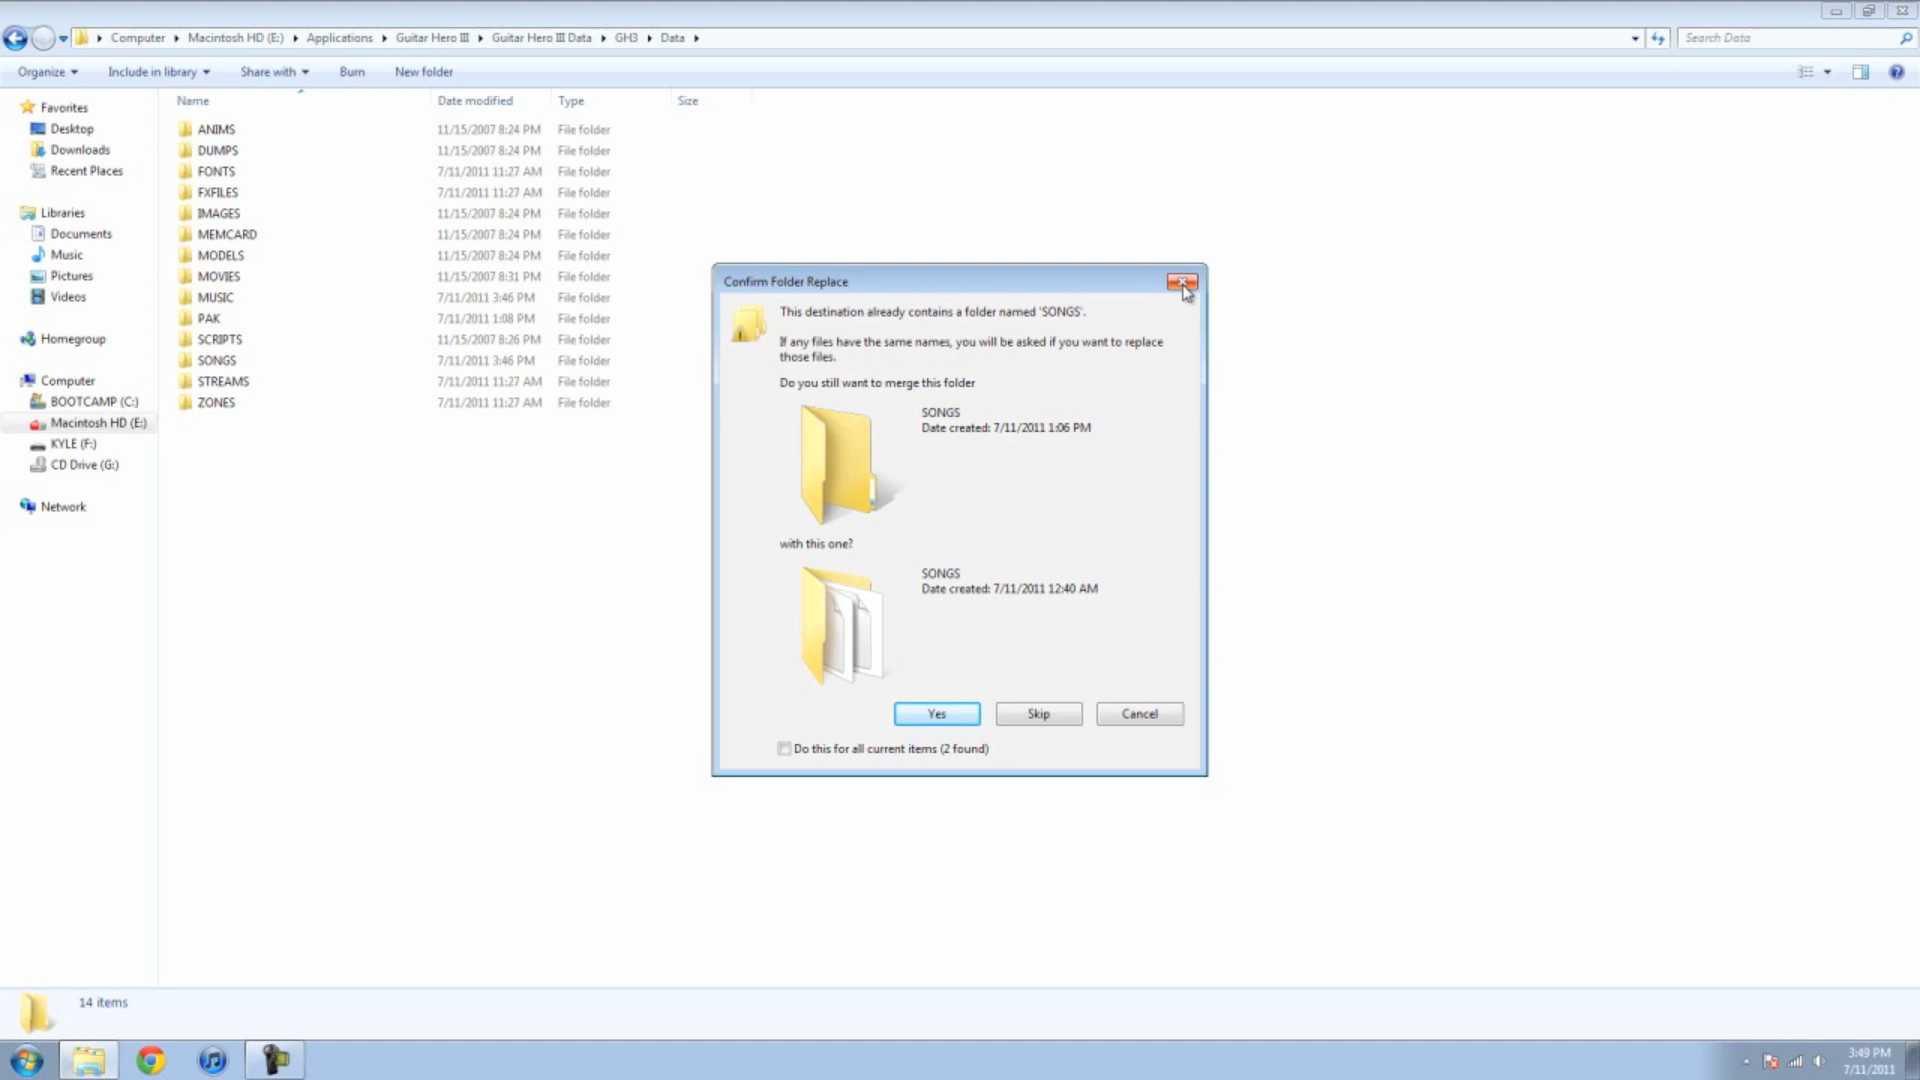 Computer Macintosh HD (E:) Applications Guitar Hero III Guitar Hero III Data GH3 Data
Search Data
Organize Include in library Share with Burn New folder
Name Date modified Type Size
Favorites
Desktop
Downloads
Recent Places
Libraries
Documents
Music
Pictures
Videos
Homegroup
Computer
BOOTCAMP (C:)
Macintosh HD (E:)
KYLE (F:)
CD Drive (G:)
Network
ANIMS 11/15/2007 8:24 PM File folder
DUMPS 11/15/2007 8:24 PM File folder
FONTS 7/11/2011 11:27 AM File folder
FXFILES 7/11/2011 11:27 AM File folder
IMAGES 11/15/2007 8:24 PM File folder
MEMCARD 11/15/2007 8:24 PM File folder
MODELS 11/15/2007 8:24 PM File folder
MOVIES 11/15/2007 8:31 PM File folder
MUSIC 7/11/2011 3:46 PM File folder
PAK 7/11/2011 1:08 PM File folder
SCRIPTS 11/15/2007 8:26 PM File folder
SONGS 7/11/2011 3:46 PM File folder
STREAMS 7/11/2011 11:27 AM File folder
ZONES 7/11/2011 11:27 AM File folder
Confirm Folder Replace
This destination already contains a folder named 'SONGS'.
If any files have the same names, you will be asked if you want to replace
those files.
Do you still want to merge this folder
SONGS
Date created: 7/11/2011 1:06 PM
with this one?
SONGS
Date created: 7/11/2011 12:40 AM
Yes Skip Cancel
Do this for all current items (2 found)
14 items
3:49 PM
7/11/2011